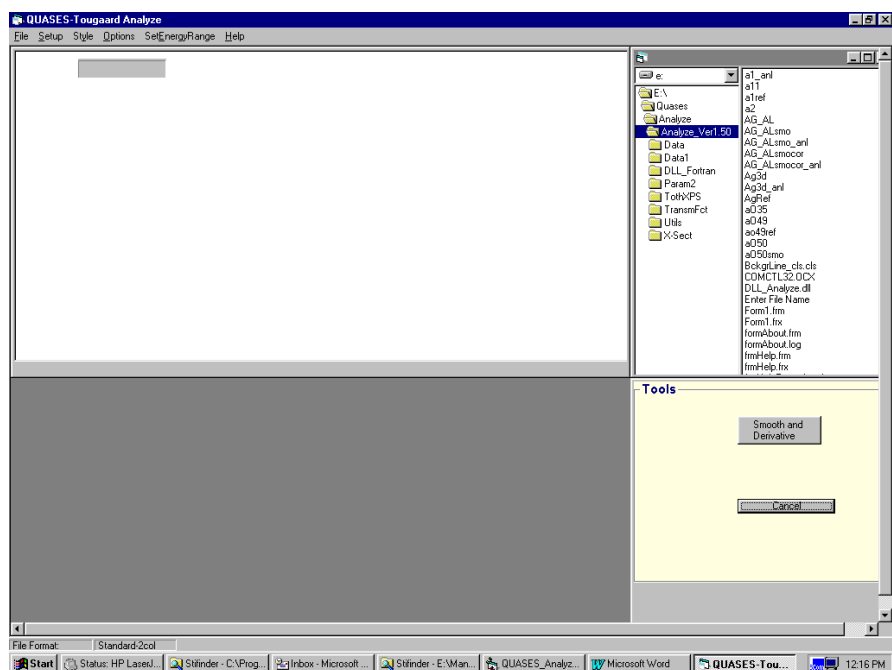 QUASES-Tougaard Analyze
File Setup Style Options SetEnergyRange Help
e:
E:\
Quases
Analyze
Analyze_Ver1.50
Data
Data1
DLL_Fortran
Param2
TothXPS
TransmFct
Utils
X-Sect
a1_anl
a11
a1ref
a2
AG_AL
AG_ALsmo
AG_ALsmo_anl
AG_ALsmocor
AG_ALsmocor_anl
Ag3d
Ag3d_anl
AgRef
aO35
aO49
ao49ref
aO50
aO50smo
BckgrLine_cls.cls
COMCTL32.OCX
DLL_Analyze.dll
Enter File Name
Form1.frm
Form1.frx
formAbout.frm
formAbout.log
frmHelp.frm
frmHelp.frx
Tools
Smooth and
Derivative
Cancel
File Format: Standard-2col
Start Status: HP LaserJ... Stifinder - C:\Prog... Inbox - Microsoft ... Stifinder - E:\Man... QUASES_Analyz... Microsoft Word QUASES-Tou... 12:16 PM